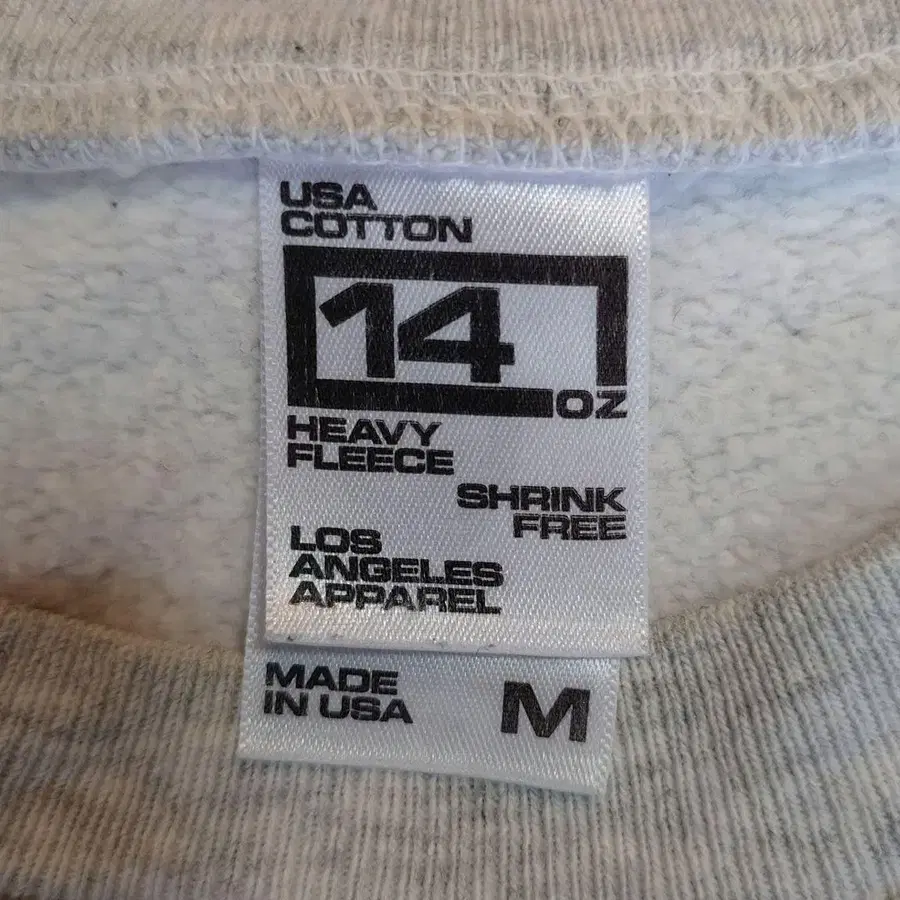 USA
COTTON
14
OZ
HEAVY
FLEECE
SHRINK
FREE
LOS
ANGELES
APPAREL
MADE
IN USA
M